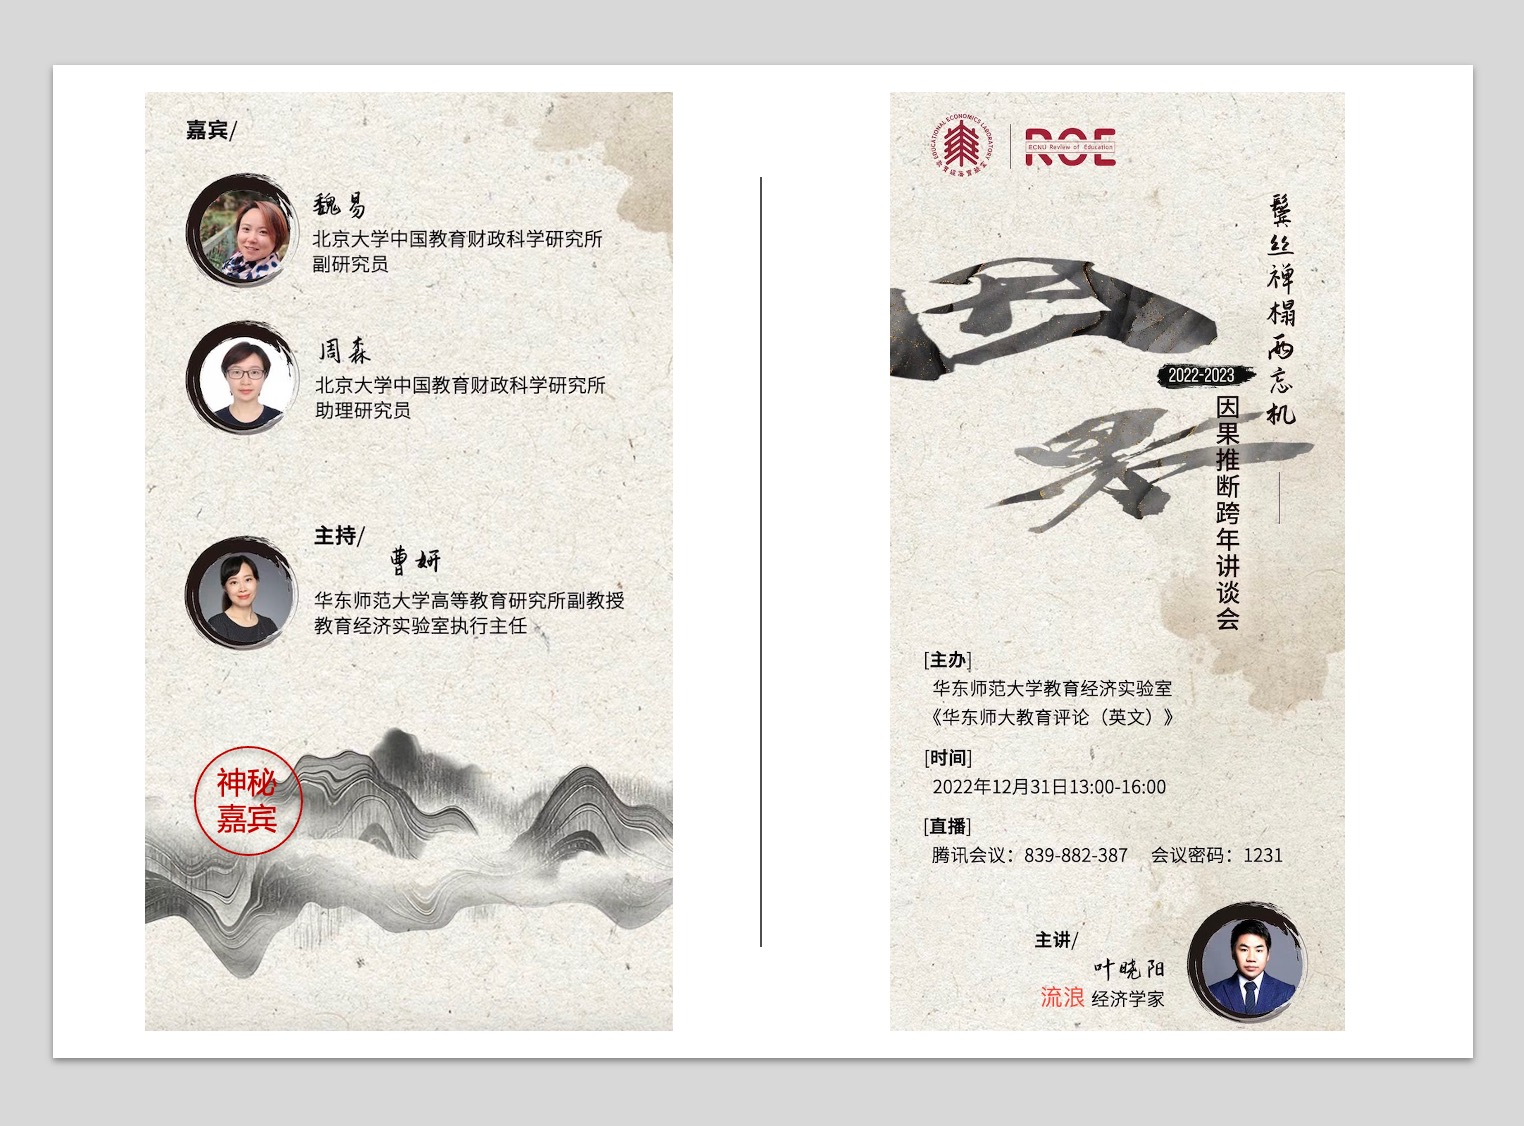 嘉宾/
魏易
北京大学中国教育财政科学研究所
副研究员
周森
北京大学中国教育财政科学研究所
助理研究员
主持/
曹妍
华东师范大学高等教育研究所副教授
教育经济实验室执行主任
神秘
嘉宾
EDUCATIONAL ECONOMICS LABORATORY
教育经济实验室
ROE
ECNU Review of Education
鬓丝禅榻两忘机
因果
2022-2023
因果推断跨年讲谈会
[主办]
华东师范大学教育经济实验室
《华东师大教育评论（英文）》
[时间]
2022年12月31日13:00-16:00
[直播]
腾讯会议：839-882-387 会议密码：1231
主讲/
叶晓阳
流浪 经济学家